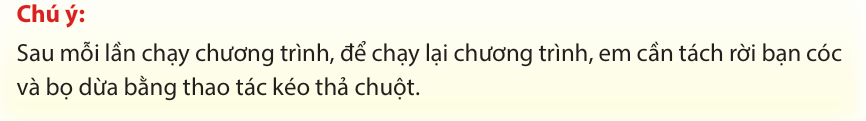 Chú ý:
Sau mỗi lần chạy chương trình, để chạy lại chương trình, em cần tách rời bạn cóc
và bọ dừa bằng thao tác kéo thả chuột.